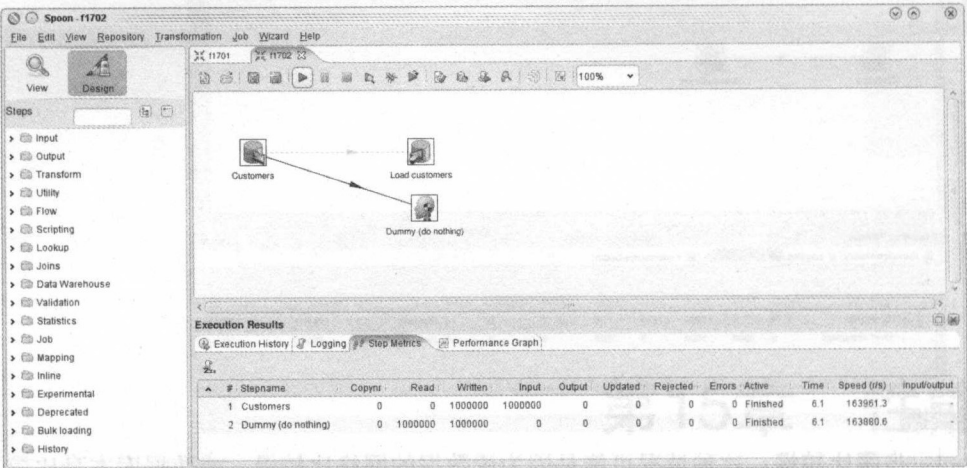 Spoon - f1702
File Edit View Repository Transformation Job Wizard Help
f1701 f1702
View Design
100%
Steps
Input
Output
Transform
Utility
Flow
Scripting
Lookup
Joins
Data Warehouse
Validation
Statistics
Job
Mapping
Inline
Experimental
Deprecated
Bulk loading
History
Customers Load customers
Dummy (do nothing)
Execution Results
Execution History Logging Step Metrics Performance Graph
# Stepname Copynr Read Written Input Output Updated Rejected Errors Active Time Speed (r/s) input/output
1 Customers 0 0 1000000 1000000 0 0 0 0 Finished 6.1 163961.3 -
2 Dummy (do nothing) 0 1000000 1000000 0 0 0 0 0 Finished 6.1 163880.6 -